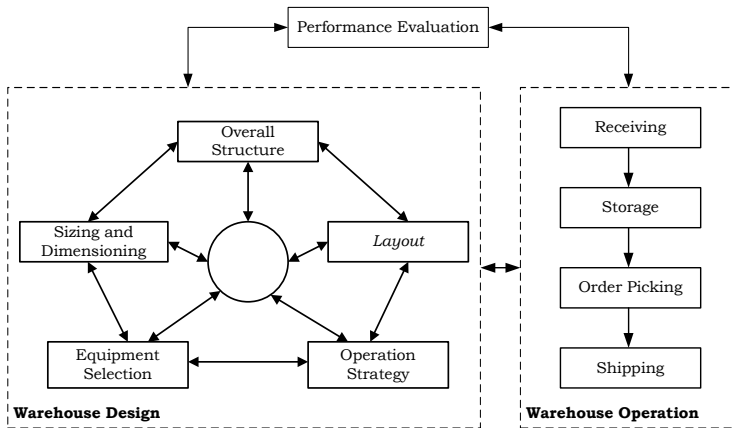 Performance Evaluation
Overall
Structure
Sizing and
Dimensioning
Layout
Equipment
Selection
Operation
Strategy
Warehouse Design
Receiving
Storage
Order Picking
Shipping
Warehouse Operation